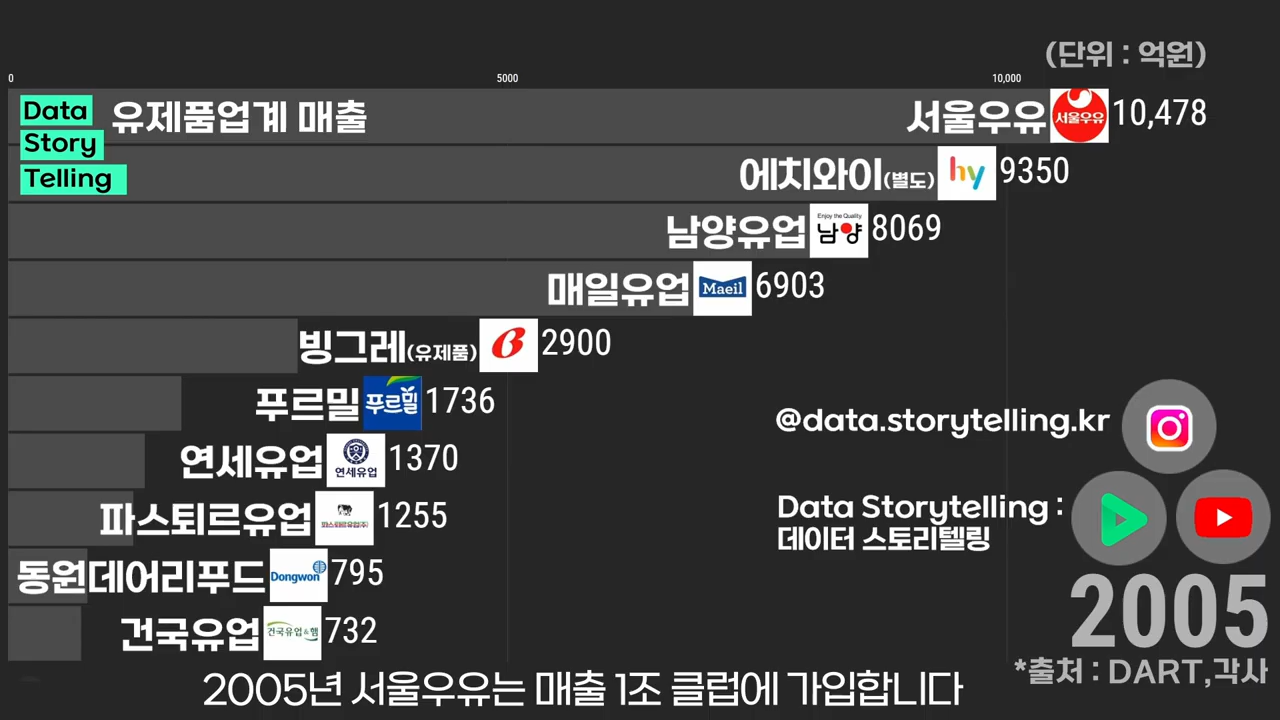 (단위 : 억원)
0 5000 10,000
Data
Story
Telling
유제품업계 매출
서울우유 서울우유 10,478
에치와이(별도) hy 9350
Enjoy the Quality
남양유업 남양 8069
매일유업 Maeil 6903
빙그레(유제품) B 2900
푸르밀 푸르밀 1736
연세유업 연세유업 1370
파스퇴르유업 파스퇴르유업(주) 1255
동원데어리푸드 Dongwon 795
건국유업 건국유업&햄 732
@data.storytelling.kr
Data Storytelling :
데이터 스토리텔링
2005
*출처 : DART,각사
2005년 서울우유는 매출 1조 클럽에 가입합니다